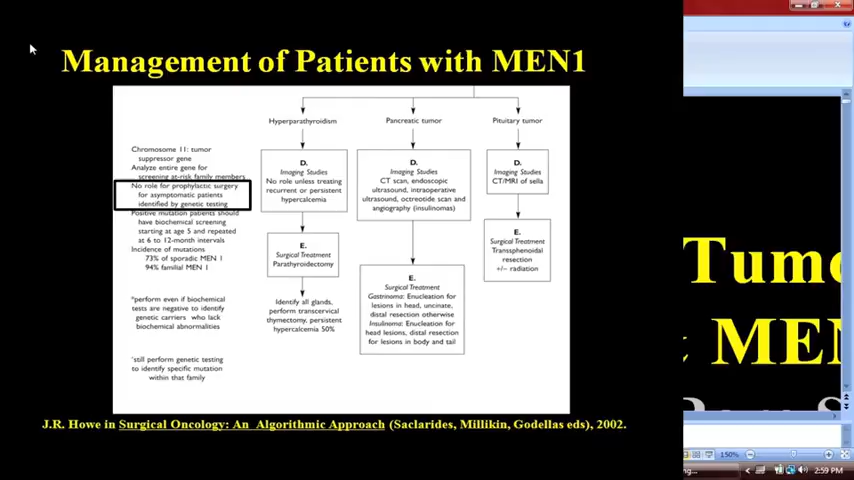 Management of Patients with MEN1
Hyperparathyroidism
Pancreatic tumor
Pituitary tumor
Chromosome 11: tumor
suppressor gene
Analyze entire gene for
screening at-risk family members
No role for prophylactic surgery
for asymptomatic patients
identified by genetic testing
Positive mutation patients should
have biochemical screening
starting at age 5 and repeated
at 6 to 12-month intervals
Incidence of mutations
73% of sporadic MEN 1
94% familial MEN 1
*perform even if biochemical
tests are negative to identify
genetic carriers who lack
biochemical abnormalities
still perform genetic testing
to identify specific mutation
within that family
D.
Imaging Studies
No role unless treating
recurrent or persistent
hypercalcemia
E.
Surgical Treatment
Parathyroidectomy
Identify all glands,
perform transcervical
thymectomy, persistent
hypercalcemia 50%
D.
Imaging Studies
CT scan, endoscopic
ultrasound, intraoperative
ultrasound, octreotide scan and
angiography (insulinomas)
E.
Surgical Treatment
Gastrinoma: Enucleation for
lesions in head, uncinate,
distal resection otherwise
Insulinoma: Enucleation for
head lesions, distal resection
for lesions in body and tail
D.
Imaging Studies
CT/MRI of sella
E.
Surgical Treatment
Transsphenoidal
resection
+/− radiation
J.R. Howe in Surgical Oncology: An Algorithmic Approach (Saclarides, Millikin, Godellas eds), 2002.
Tumo
MEN
150%
2:59 PM